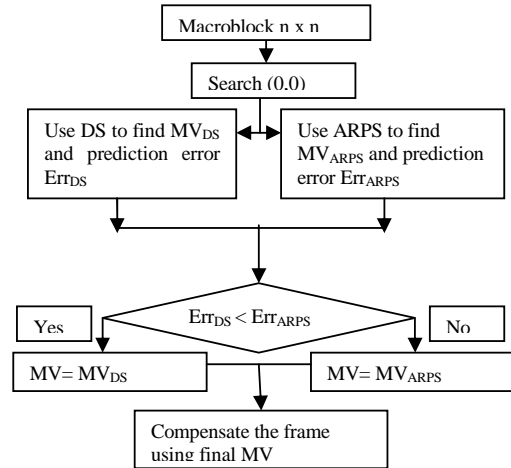 Macroblock n x n
Search (0.0)
Use DS to find MVDS
and prediction error
ErrDS
Use ARPS to find
MVARPS and prediction
error ErrARPS
ErrDS < ErrARPS
Yes
No
MV= MVDS
MV= MVARPS
Compensate the frame
using final MV